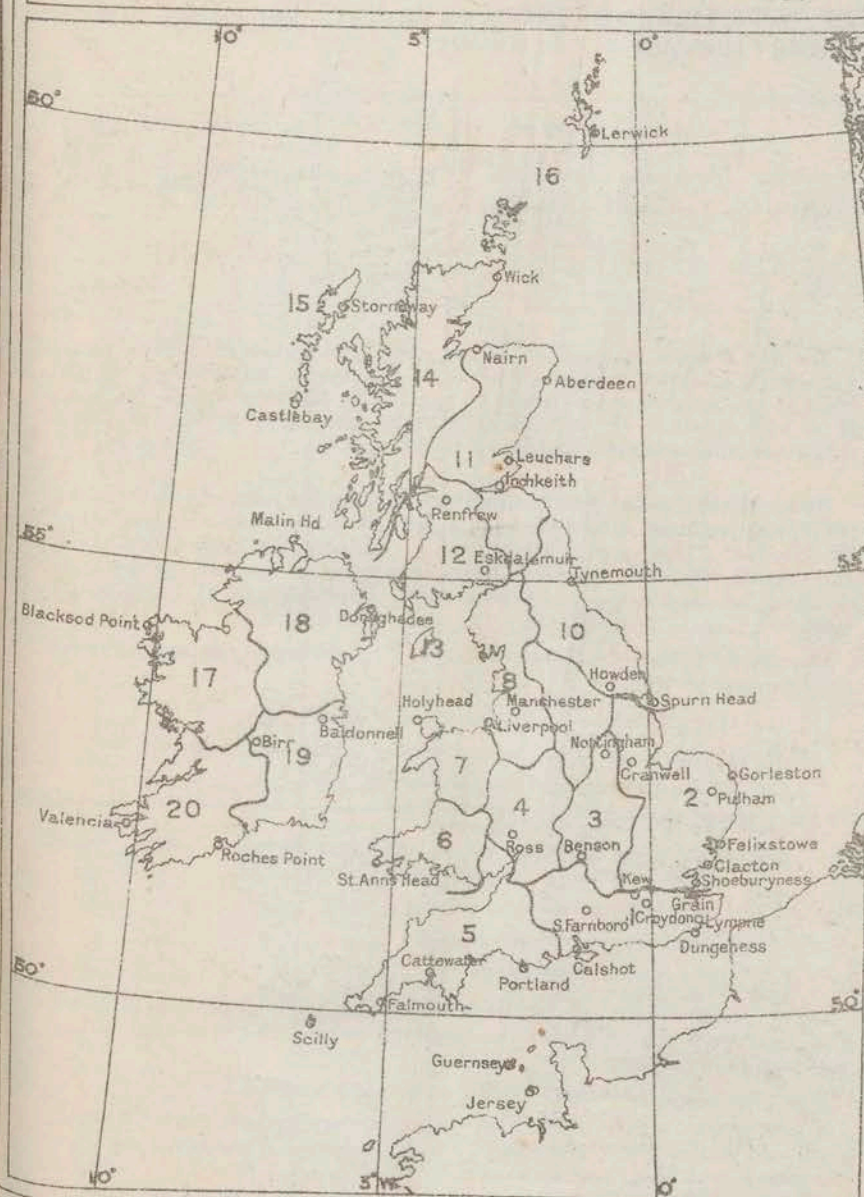 10° 5° 0° 5
60°
Lerwick
16
Wick
15 Stornoway
Nairn
14 Aberdeen
Castlebay
11 Leuchars
Inchkeith
Renfrew
Malin Hd.
55° 12 Eskdalemuir 55
Tynemouth
Blacksod Point 18 Donaghadee
13 10
17 8 Howden
Holyhead Manchester Spurn Head
Baldonnell Liverpool
Birr Nottingham
19 7 Cranwell Gorleston
20 4 3 2 Pulham
Valencia 6 Ross Benson Felixstowe
Roches Point Clacton
St. Anns Head Kew Shoeburyness
Grain
1 Croydon Lympne
5 S. Farnboro Dungeness
Cattewater Calshot
50° Portland 50°
Falmouth
Scilly
Guernsey
Jersey
10° 5° W. 0°